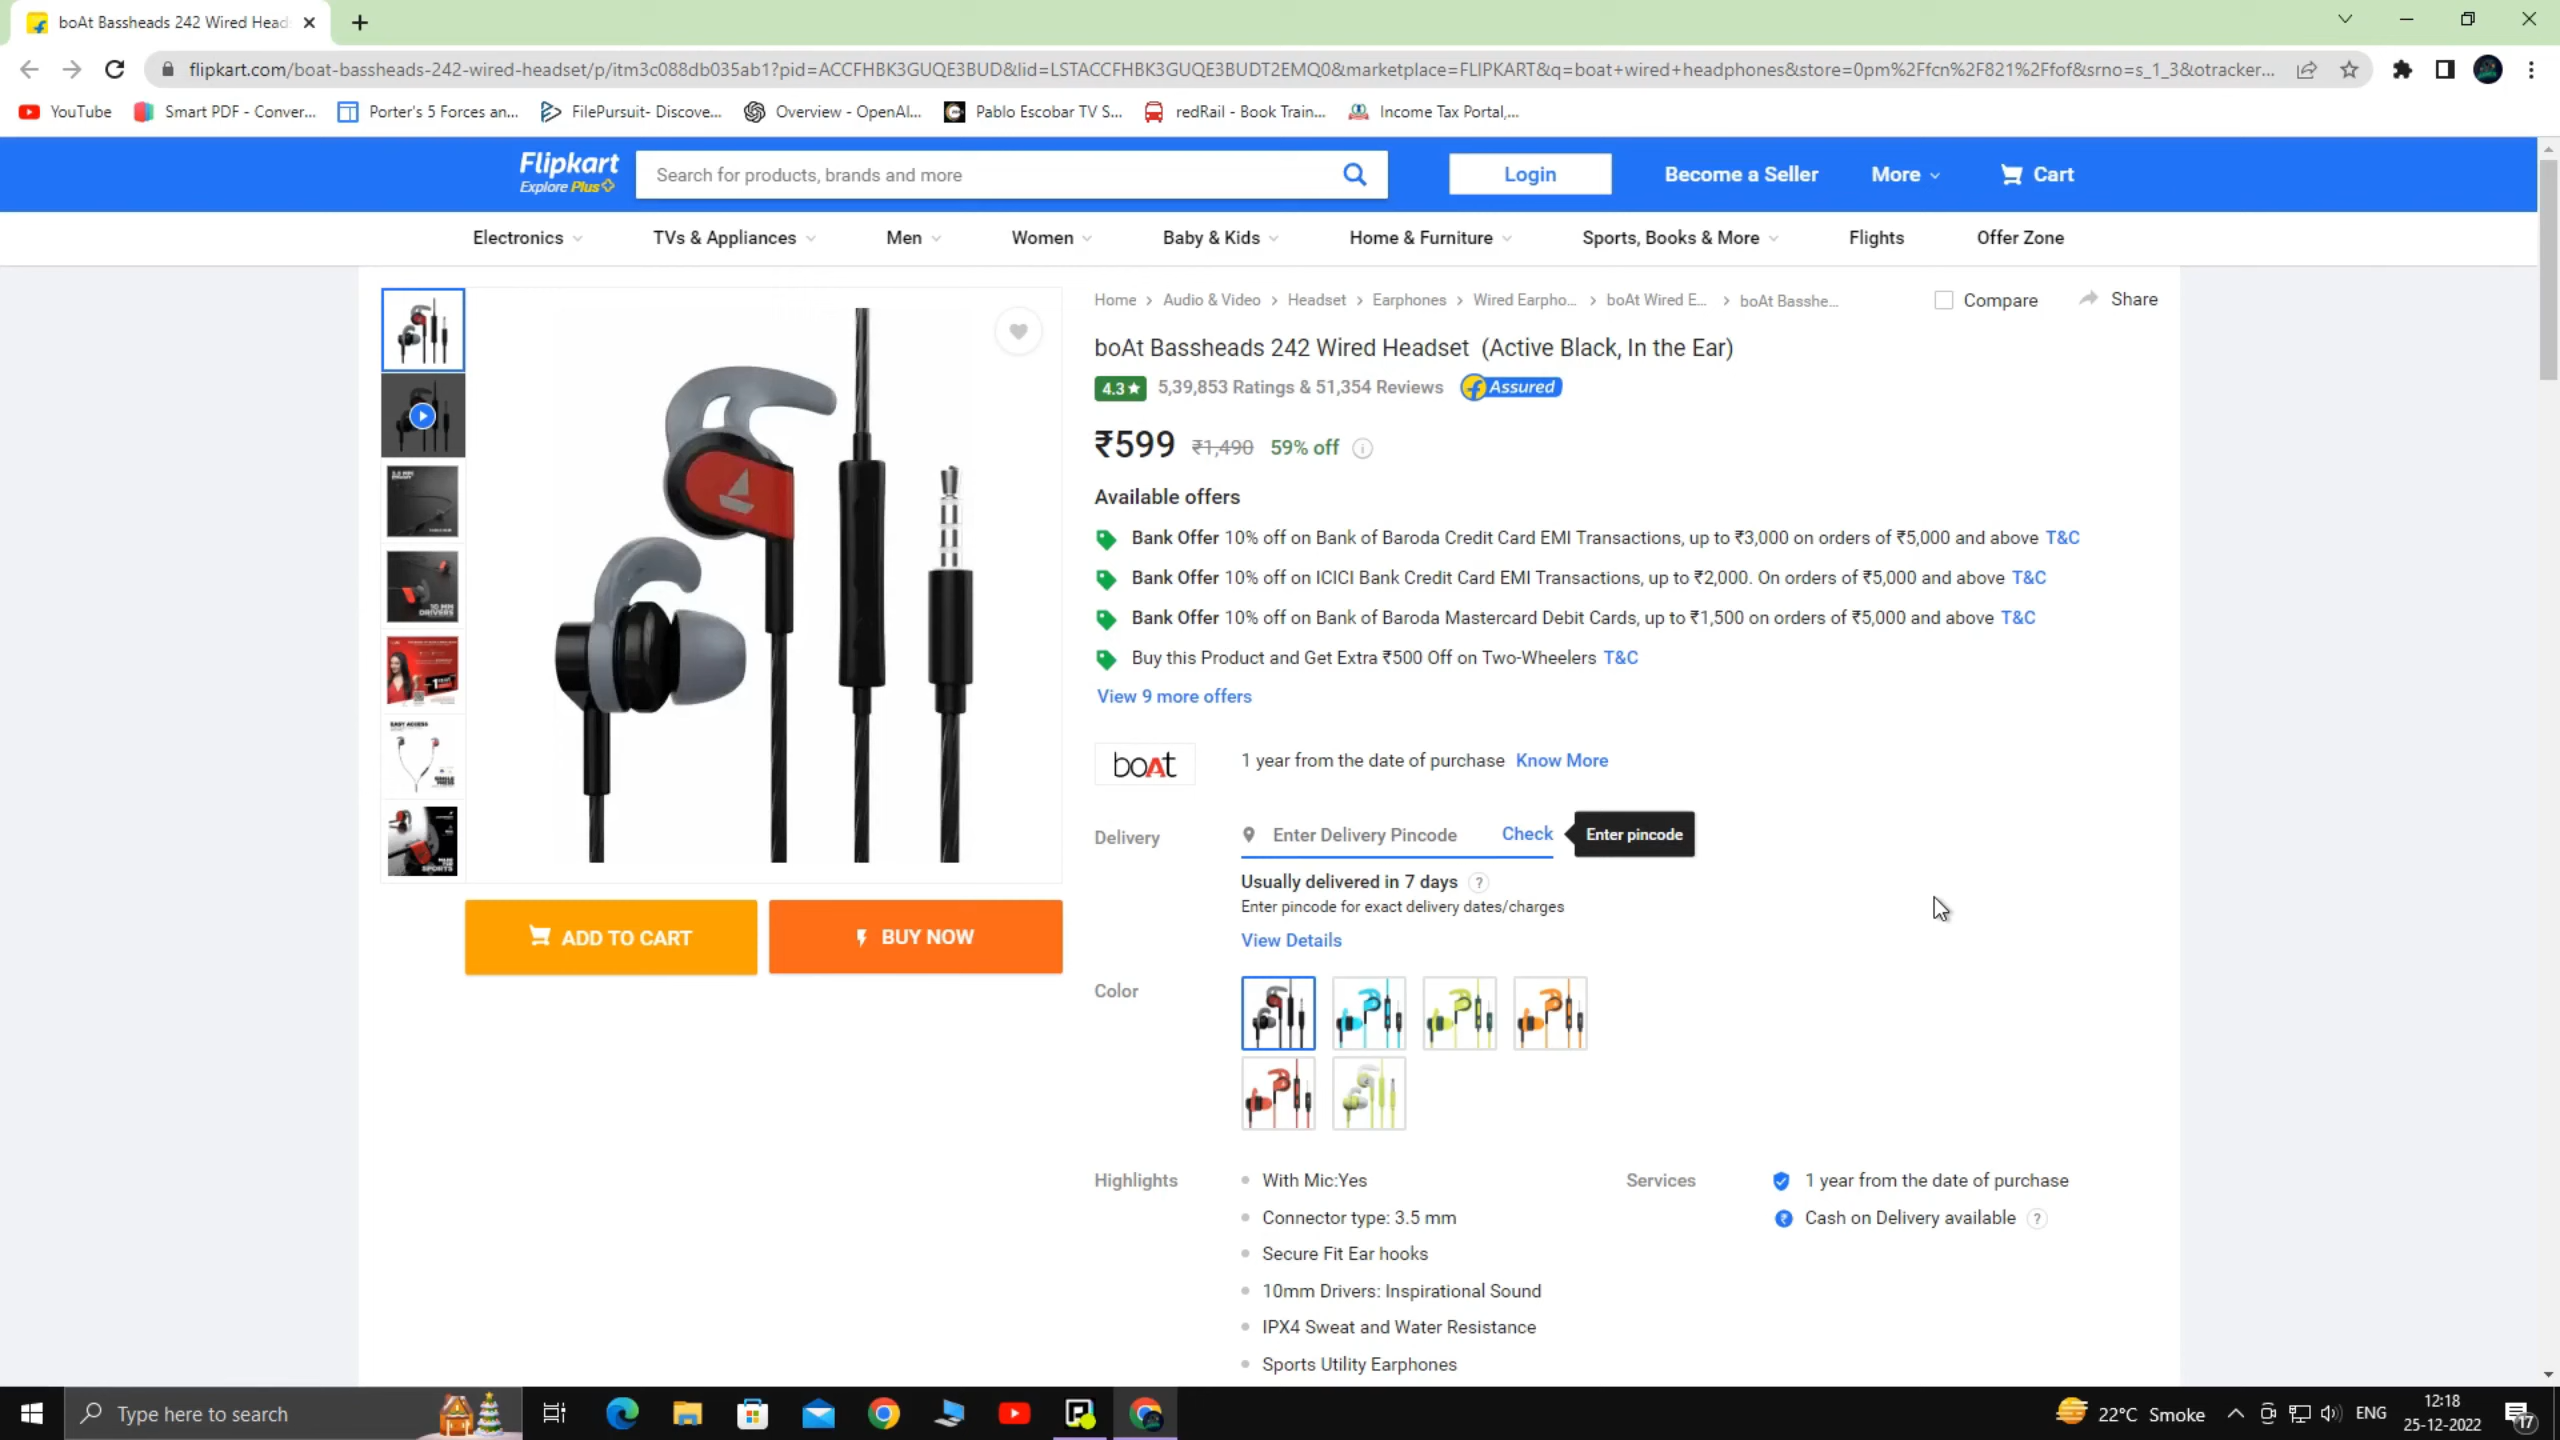 boAt Bassheads 242 Wired Head
flipkart.com/boat-bassheads-242-wired-headset/p/itm3c088db035ab1?pid=ACCFHBK3GUQE3BUD&lid=LSTACCFHBK3GUQE3BUDT2EMQ0&marketplace=FLIPKART&q=boat+wired+headphones&store=0pm%2Ffcn%2F821%2Ffof&srno=s_1_3&otracker...
YouTube Smart PDF - Conver... Porter's 5 Forces an... FilePursuit- Discove... Overview - OpenAI... Pablo Escobar TV S... redRail - Book Train... Income Tax Portal,...
Flipkart
Explore Plus
Search for products, brands and more
Login Become a Seller More Cart
Electronics TVs & Appliances Men Women Baby & Kids Home & Furniture Sports, Books & More Flights Offer Zone
Home > Audio & Video > Headset > Earphones > Wired Earpho... > boAt Wired E... > boAt Basshe...
Compare Share
boAt Bassheads 242 Wired Headset (Active Black, In the Ear)
4.3★ 5,39,853 Ratings & 51,354 Reviews Assured
₹599 ₹1,490 59% off
Available offers
Bank Offer 10% off on Bank of Baroda Credit Card EMI Transactions, up to ₹3,000 on orders of ₹5,000 and above T&C
Bank Offer 10% off on ICICI Bank Credit Card EMI Transactions, up to ₹2,000. On orders of ₹5,000 and above T&C
Bank Offer 10% off on Bank of Baroda Mastercard Debit Cards, up to ₹1,500 on orders of ₹5,000 and above T&C
Buy this Product and Get Extra ₹500 Off on Two-Wheelers T&C
View 9 more offers
boAt 1 year from the date of purchase Know More
Delivery Enter Delivery Pincode Check Enter pincode
Usually delivered in 7 days ?
Enter pincode for exact delivery dates/charges
View Details
10 MM
DRIVERS
EASY ACCESS
SPORTS
ADD TO CART BUY NOW
Color
Highlights
With Mic:Yes
Connector type: 3.5 mm
Secure Fit Ear hooks
10mm Drivers: Inspirational Sound
IPX4 Sweat and Water Resistance
Sports Utility Earphones
Services
1 year from the date of purchase
Cash on Delivery available ?
Type here to search
22°C Smoke ENG
12:18
25-12-2022
17